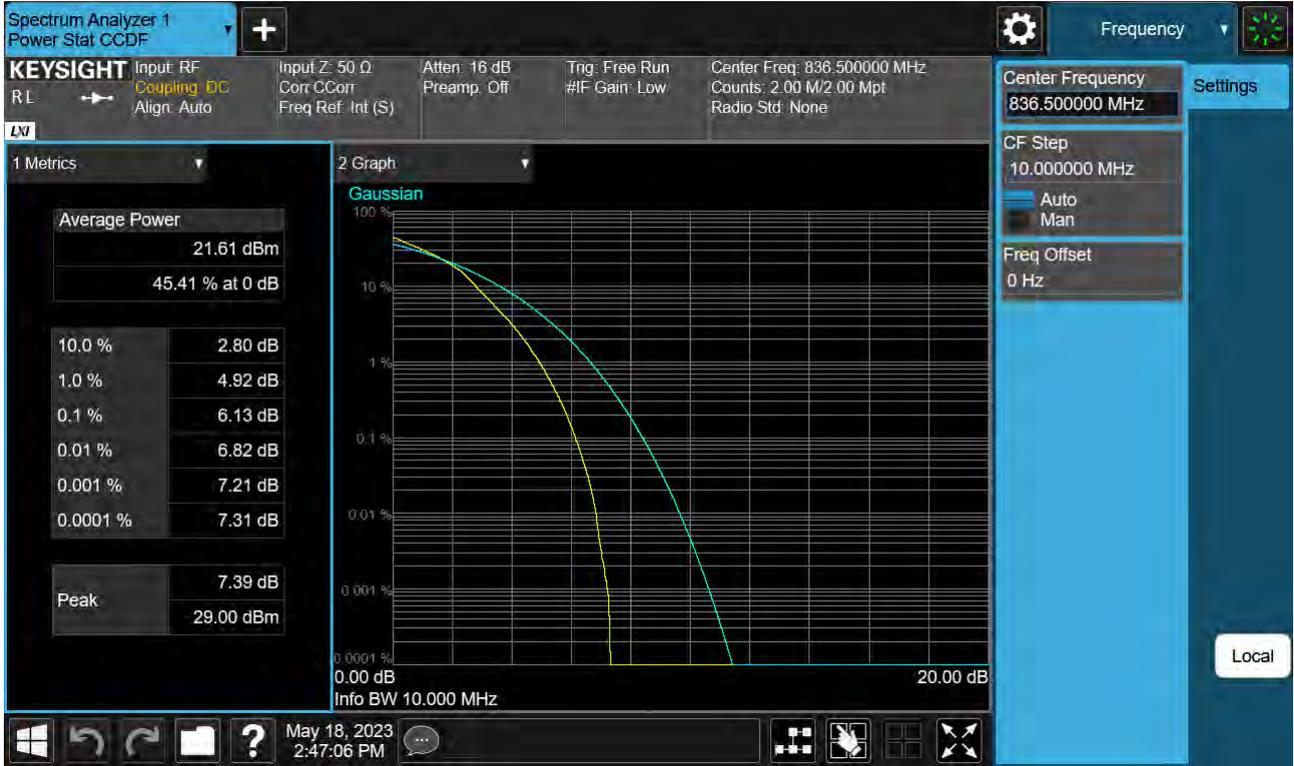 Spectrum Analyzer 1
Power Stat CCDF
+
Frequency
KEYSIGHT
RL
LXI
Input: RF
Coupling: DC
Align: Auto
Input Z: 50 Ω
Corr CCorr
Freq Ref: Int (S)
Atten: 16 dB
Preamp: Off
Trig: Free Run
#IF Gain: Low
Center Freq: 836.500000 MHz
Counts: 2.00 M/2.00 Mpt
Radio Std: None
Center Frequency
836.500000 MHz
Settings
CF Step
10.000000 MHz
Auto
Man
Freq Offset
0 Hz
Local
1 Metrics
Average Power
21.61 dBm
45.41 % at 0 dB
10.0 % 2.80 dB
1.0 % 4.92 dB
0.1 % 6.13 dB
0.01 % 6.82 dB
0.001 % 7.21 dB
0.0001 % 7.31 dB
Peak
7.39 dB
29.00 dBm
2 Graph
Gaussian
100 %
10 %
1 %
0.1 %
0.01 %
0.001 %
0.0001 %
0.00 dB 20.00 dB
Info BW 10.000 MHz
?
May 18, 2023
2:47:06 PM